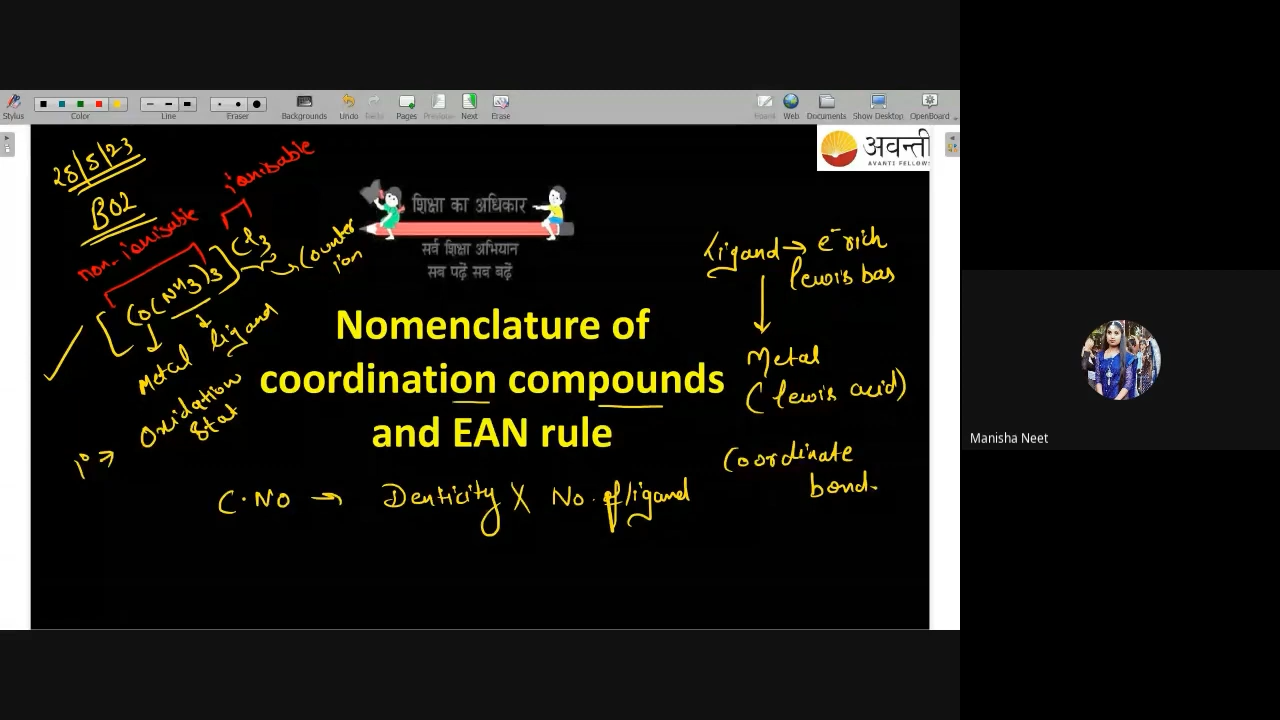 Stylus
Color
Line
Eraser
Backgrounds
Undo
Redo
Pages
Previous
Next
Erase
Board
Web
Documents
Show Desktop
OpenBoard
अवन्ती
AVANTI FELLOWS
28/5/23
B02
non-ionisable
ionisable
[Co(NH3)3]Cl3
Counter
ion
Metal
ligand
Oxidation
stat
1° →
शिक्षा का अधिकार
सर्व शिक्षा अभियान
सब पढ़ें सब बढ़ें
Nomenclature of
coordination compounds
and EAN rule
C.No → Denticity X No. of ligand
Ligand → e⁻ rich
lewis bas
Metal
(lewis acid)
Coordinate
bond.
Manisha Neet